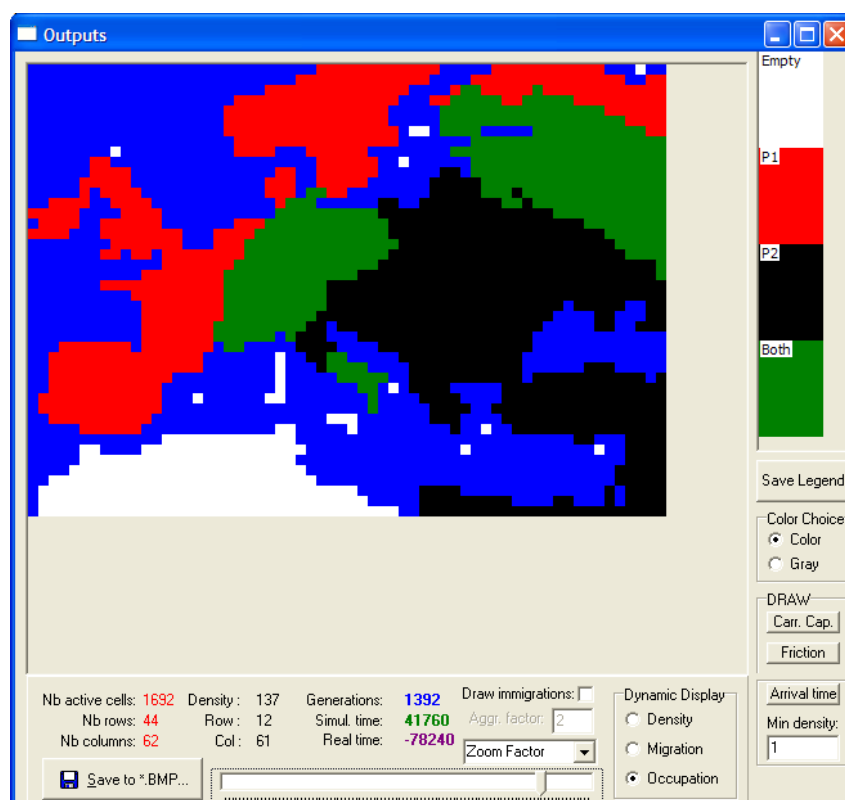 Outputs
Empty
P1
P2
Both
Save Legend
Color Choice
Color
Gray
DRAW
Carr. Cap.
Friction
Arrival time
Min density:
1
Nb active cells: 1692 Density: 137 Generations: 1392 Draw immigrations:
Nb rows: 44 Row: 12 Simul. time: 41760 Aggr. factor: 2
Nb columns: 62 Col: 61 Real time: -78240 Zoom Factor
Dynamic Display
Density
Migration
Occupation
Save to *.BMP...